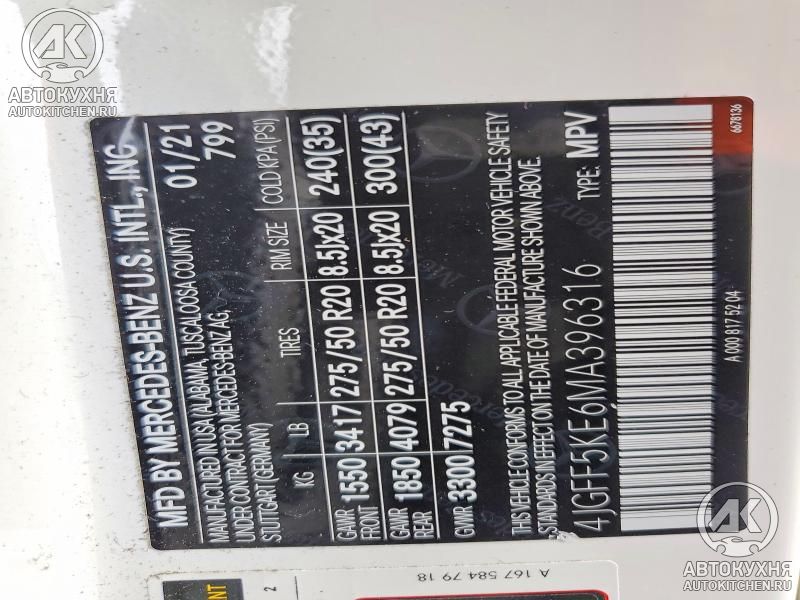 MFD BY MERCEDES-BENZ U.S. INTL., INC. 01/21
MANUFACTURED IN USA (ALABAMA, TUSCALOOSA COUNTY) 799
UNDER CONTRACT FOR MERCEDES-BENZ AG,
STUTTGART (GERMANY)
KG LB TIRES RIM SIZE COLD KPA (PSI)
GAWR FRONT 1550 3417 275/50 R20 8.5Jx20 240(35)
GAWR REAR 1850 4079 275/50 R20 8.5Jx20 300(43)
GVWR 3300 7275
THIS VEHICLE CONFORMS TO ALL APPLICABLE FEDERAL MOTOR VEHICLE SAFETY
STANDARDS IN EFFECT ON THE DATE OF MANUFACTURE SHOWN ABOVE.
4JGFF5KE6MA396316 TYPE: MPV
A 000 817 52 04 6678136
A 167 584 79 18
2
АК
АВТОКУХНЯ
AUTOKITCHEN.RU
АК
АВТОКУХНЯ
AUTOKITCHEN.RU